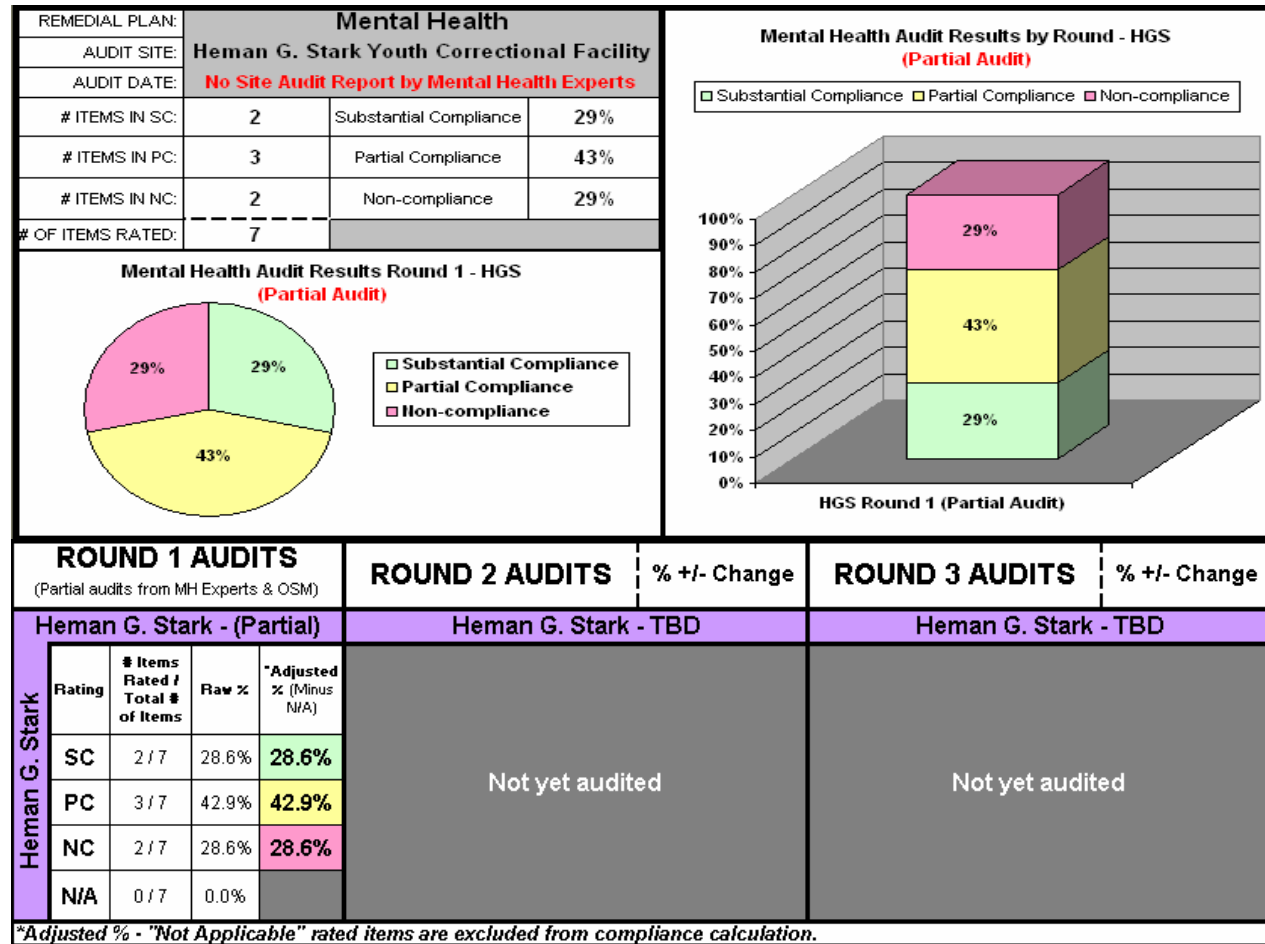 REMEDIAL PLAN: Mental Health
AUDIT SITE: Heman G. Stark Youth Correctional Facility
AUDIT DATE: No Site Audit Report by Mental Health Experts
# ITEMS IN SC: 2 Substantial Compliance 29%
# ITEMS IN PC: 3 Partial Compliance 43%
# ITEMS IN NC: 2 Non-compliance 29%
# OF ITEMS RATED: 7
Mental Health Audit Results Round 1 - HGS
(Partial Audit)
29%
29%
43%
Substantial Compliance
Partial Compliance
Non-compliance
Mental Health Audit Results by Round - HGS
(Partial Audit)
Substantial Compliance Partial Compliance Non-compliance
100%
90%
80%
70%
60%
50%
40%
30%
20%
10%
0%
29%
43%
29%
HGS Round 1 (Partial Audit)
ROUND 1 AUDITS
(Partial audits from MH Experts & OSM)
ROUND 2 AUDITS % +/- Change
ROUND 3 AUDITS % +/- Change
Heman G. Stark - (Partial)
Heman G. Stark - TBD
Heman G. Stark - TBD
Heman G. Stark
Rating
# Items
Rated /
Total #
of Items
Raw %
*Adjusted
% (Minus
N/A)
SC 2 / 7 28.6% 28.6%
PC 3 / 7 42.9% 42.9%
NC 2 / 7 28.6% 28.6%
N/A 0 / 7 0.0%
Not yet audited
Not yet audited
*Adjusted % - "Not Applicable" rated items are excluded from compliance calculation.